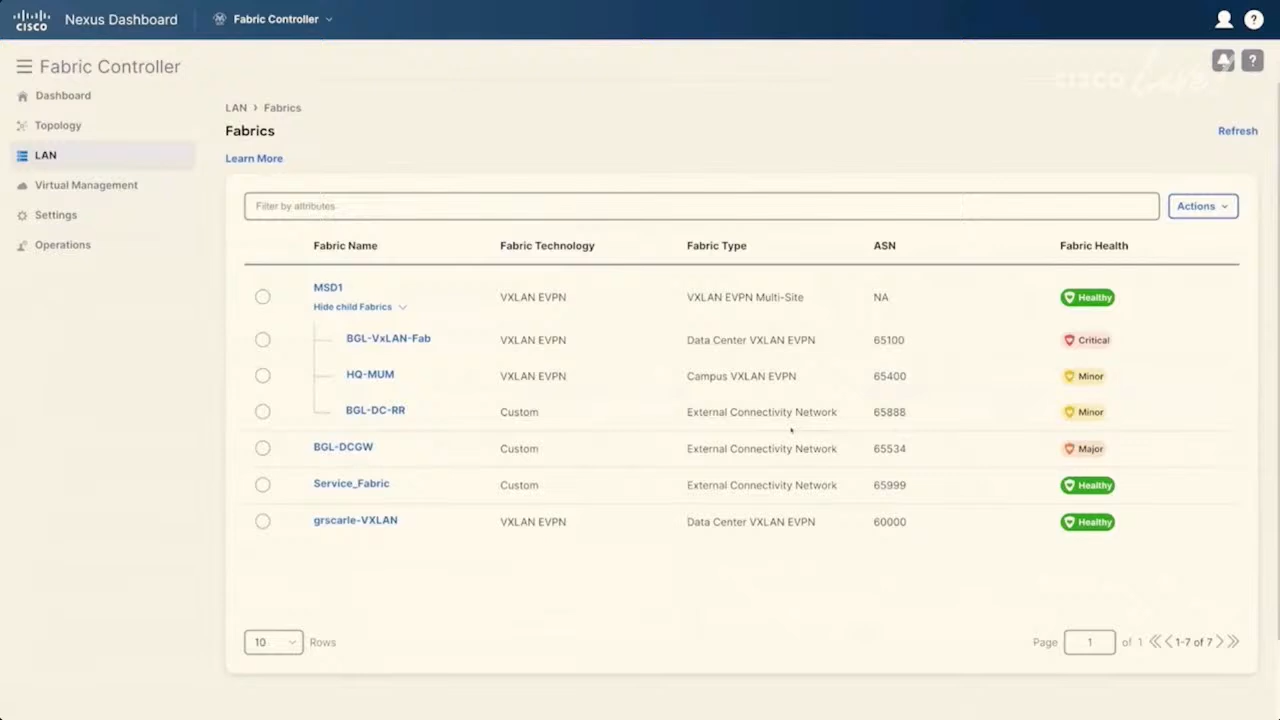 CISCO Nexus Dashboard Fabric Controller ?
Fabric Controller ?
CISCO Live!
Dashboard
Topology
LAN
Virtual Management
Settings
Operations
LAN > Fabrics
Fabrics
Refresh
Learn More
Filter by attributes
Actions
Fabric Name Fabric Technology Fabric Type ASN Fabric Health
MSD1 VXLAN EVPN VXLAN EVPN Multi-Site NA Healthy
Hide child Fabrics
BGL-VxLAN-Fab VXLAN EVPN Data Center VXLAN EVPN 65100 Critical
HQ-MUM VXLAN EVPN Campus VXLAN EVPN 65400 Minor
BGL-DC-RR Custom External Connectivity Network 65888 Minor
BGL-DCGW Custom External Connectivity Network 65534 Major
Service_Fabric Custom External Connectivity Network 65999 Healthy
grscarle-VXLAN VXLAN EVPN Data Center VXLAN EVPN 60000 Healthy
10 Rows Page 1 of 1 1-7 of 7